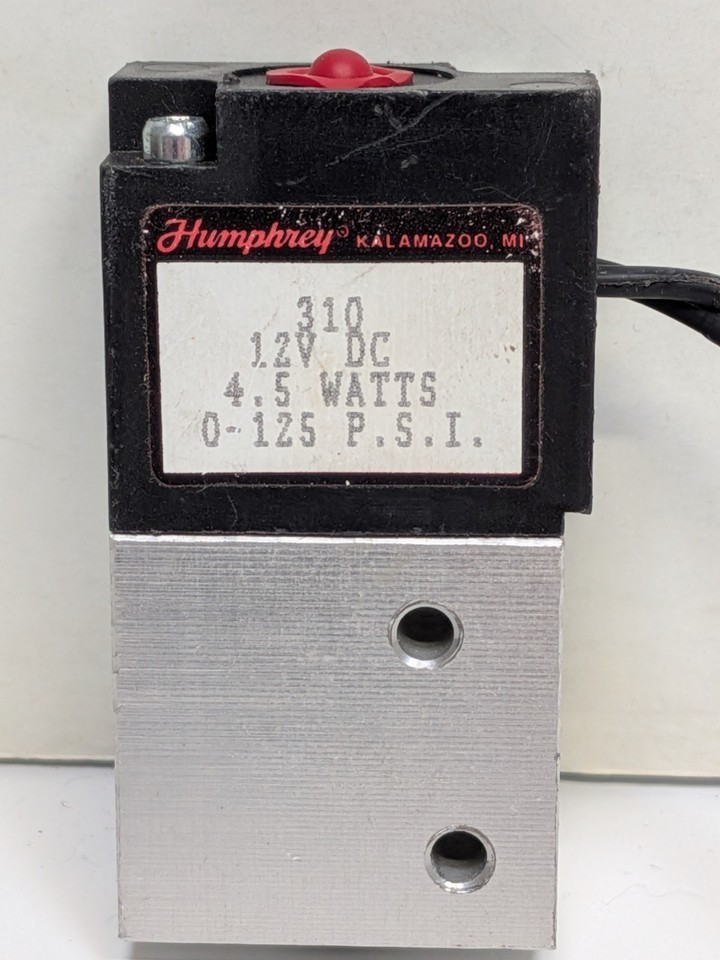 Humphrey® KALAMAZOO, MI
310
12V DC
4.5 WATTS
0-125 P.S.I.